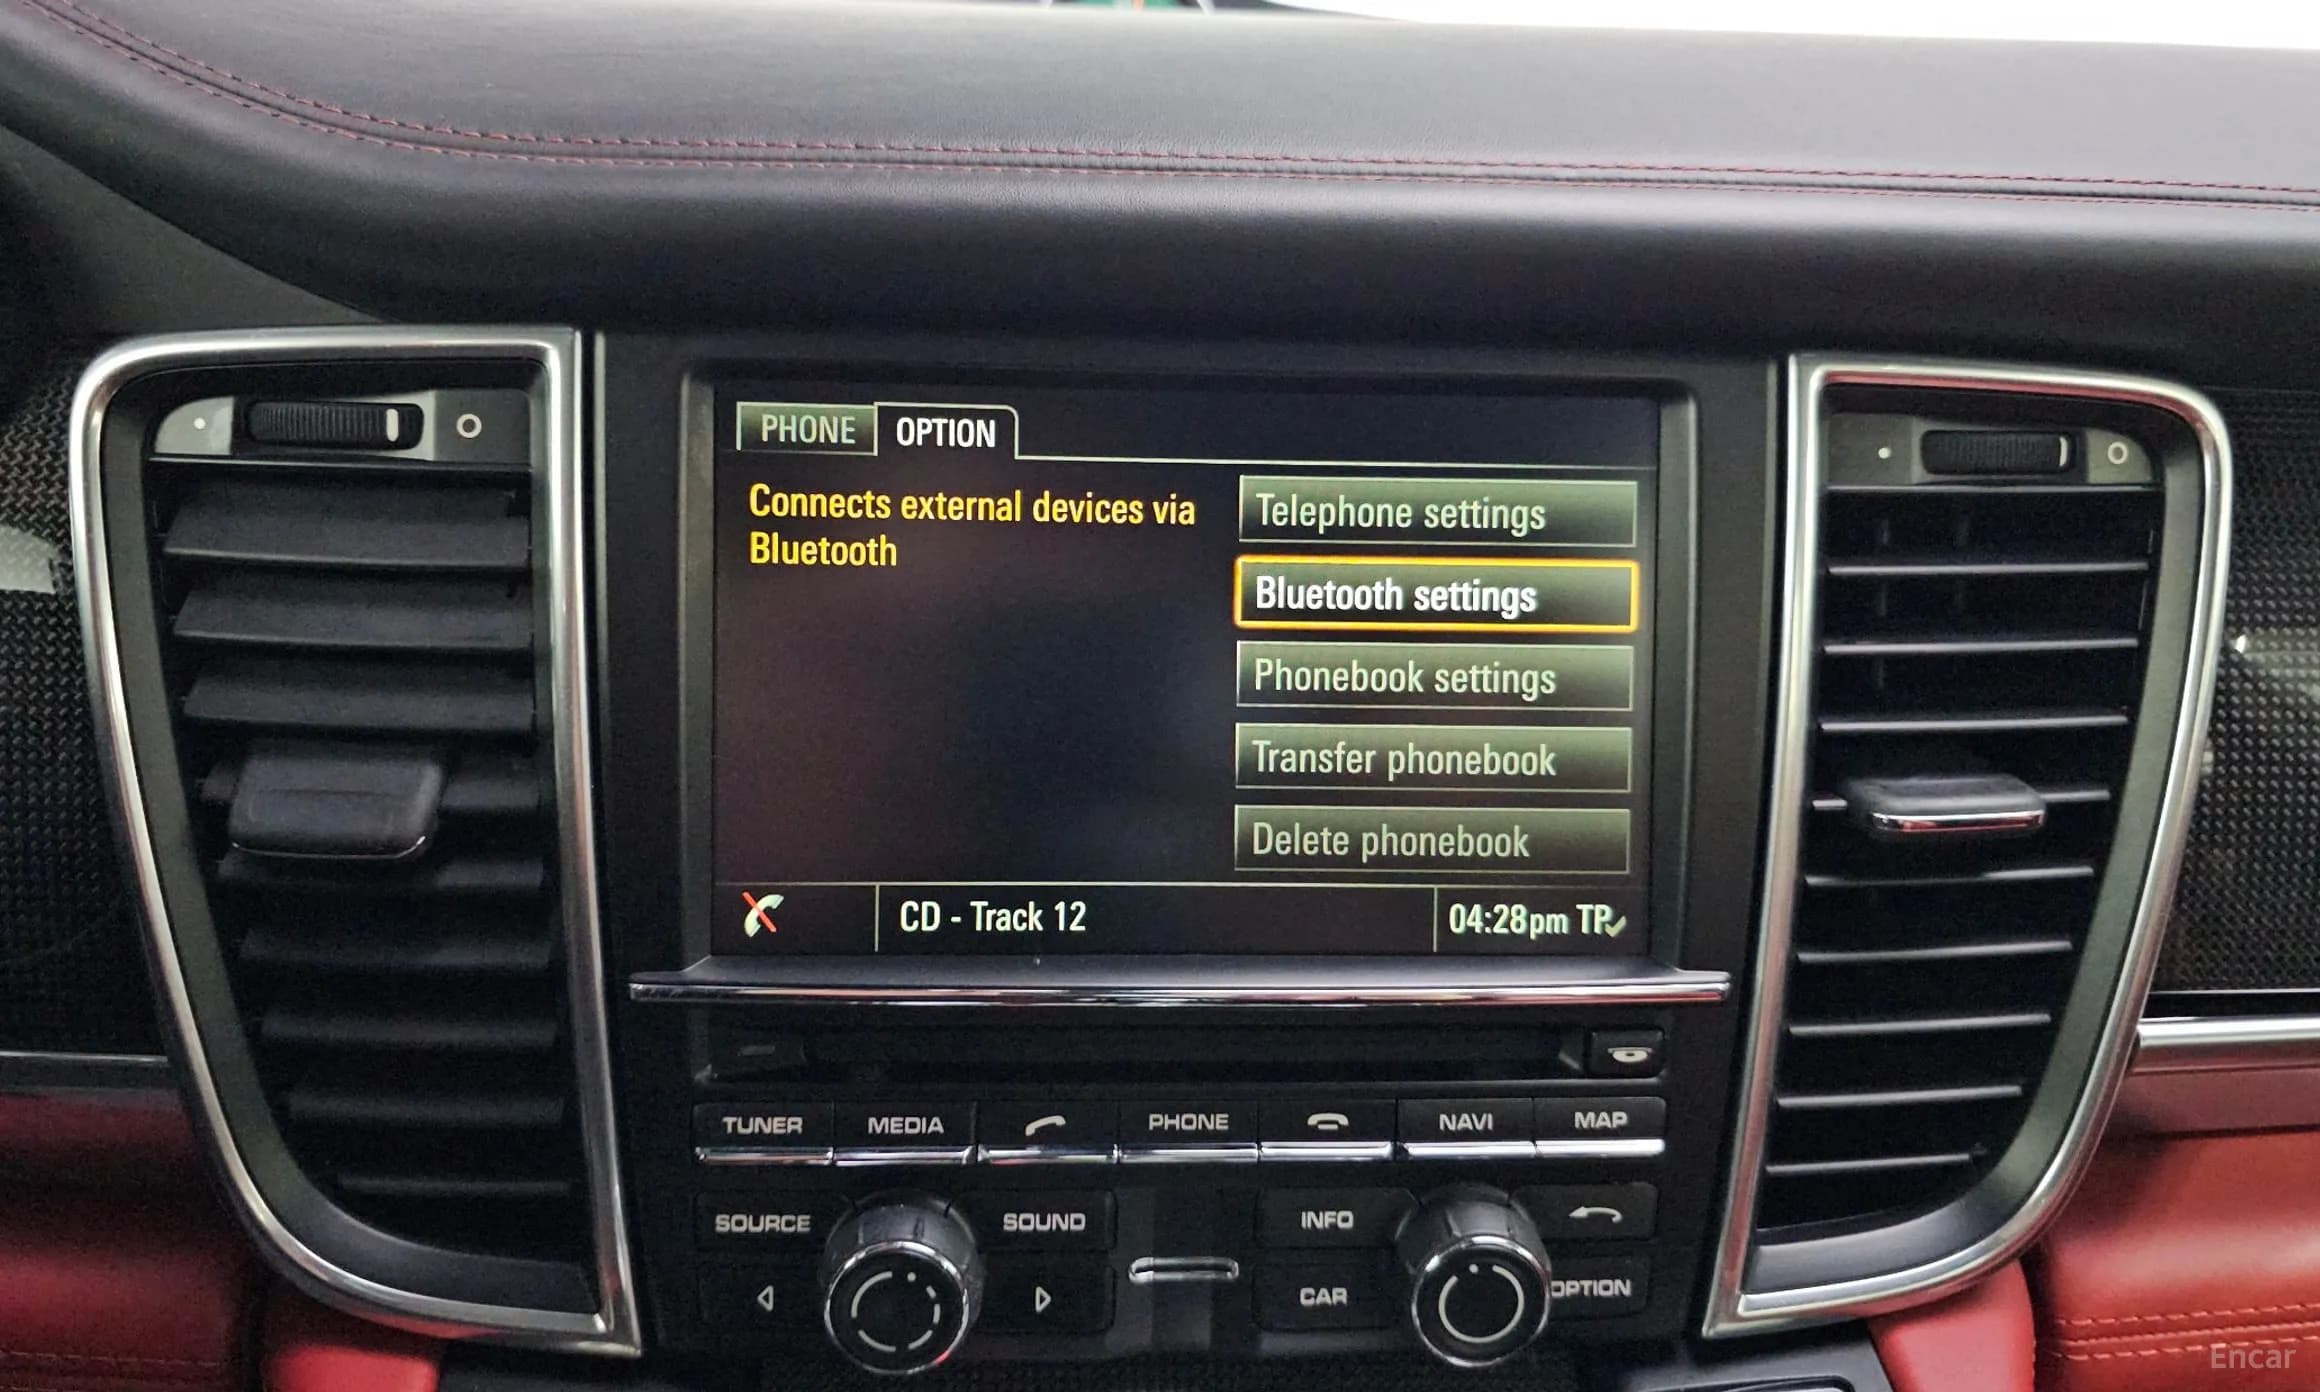 PHONE OPTION
Connects external devices via
Bluetooth
Telephone settings
Bluetooth settings
Phonebook settings
Transfer phonebook
Delete phonebook
CD - Track 12
04:28pm TP
TUNER MEDIA PHONE NAVI MAP
SOURCE SOUND INFO
CAR OPTION
Encar